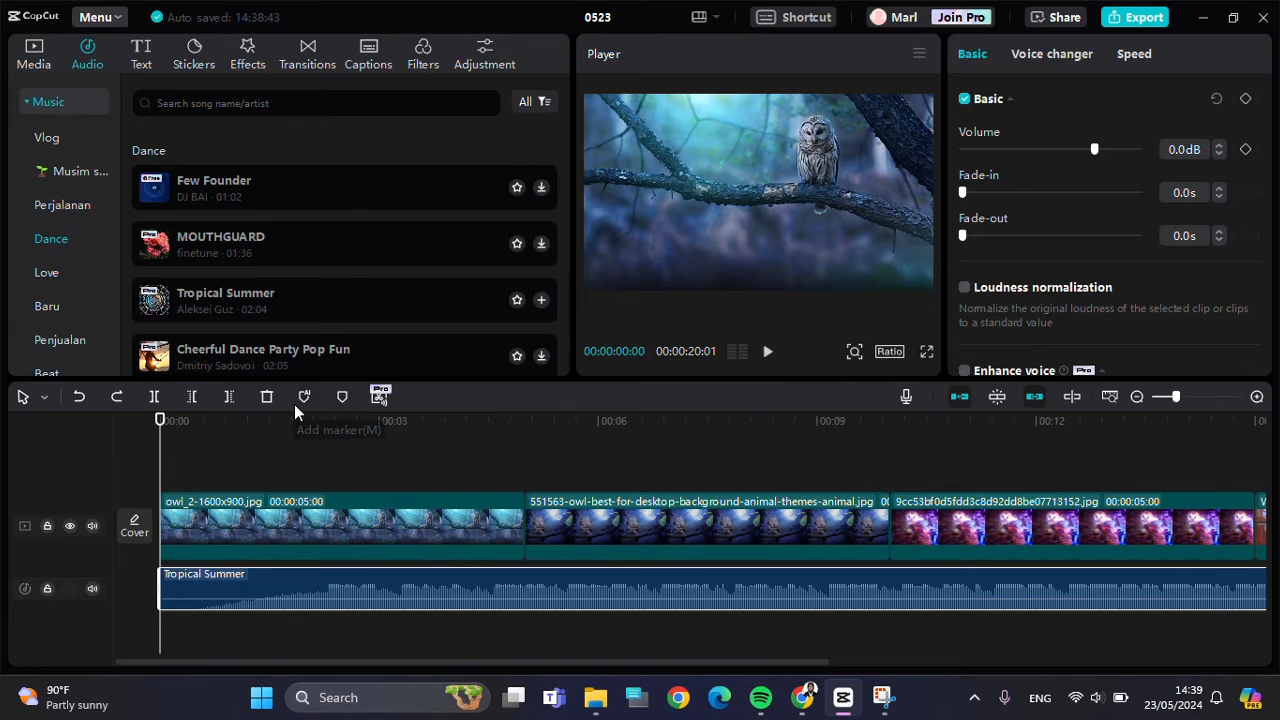 CapCut
Menu
Auto saved: 14:38:43
0523
Shortcut
Marl
Join Pro
Share
Export
Media
Audio
Text
Stickers
Effects
Transitions
Captions
Filters
Adjustment
Music
Vlog
Musim s...
Perjalanan
Dance
Love
Baru
Penjualan
Beat
Search song name/artist
All
Dance
Free
Few Founder
DJ BAI · 01:02
Pro
MOUTHGUARD
finetune · 01:36
Pro
Tropical Summer
Aleksei Guz · 02:04
Pro
Cheerful Dance Party Pop Fun
Dmitriy Sadovoi · 02:05
Player
00:00:00:00
00:00:20:01
Ratio
Basic
Voice changer
Speed
Basic
Volume
0.0dB
Fade-in
0.0s
Fade-out
0.0s
Loudness normalization
Normalize the original loudness of the selected clip or clips
to a standard value
Enhance voice
Pro
Pro
Add marker(M)
00:00
00:03
00:06
00:09
00:12
Cover
owl_2-1600x900.jpg 00:00:05:00
551563-owl-best-for-desktop-background-animal-themes-animal.jpg
9cc53bf0d5fdd3c8d92dd8be07713152.jpg 00:00:05:00
Tropical Summer
90°F
Search
ENG
23/05/2024
PRE